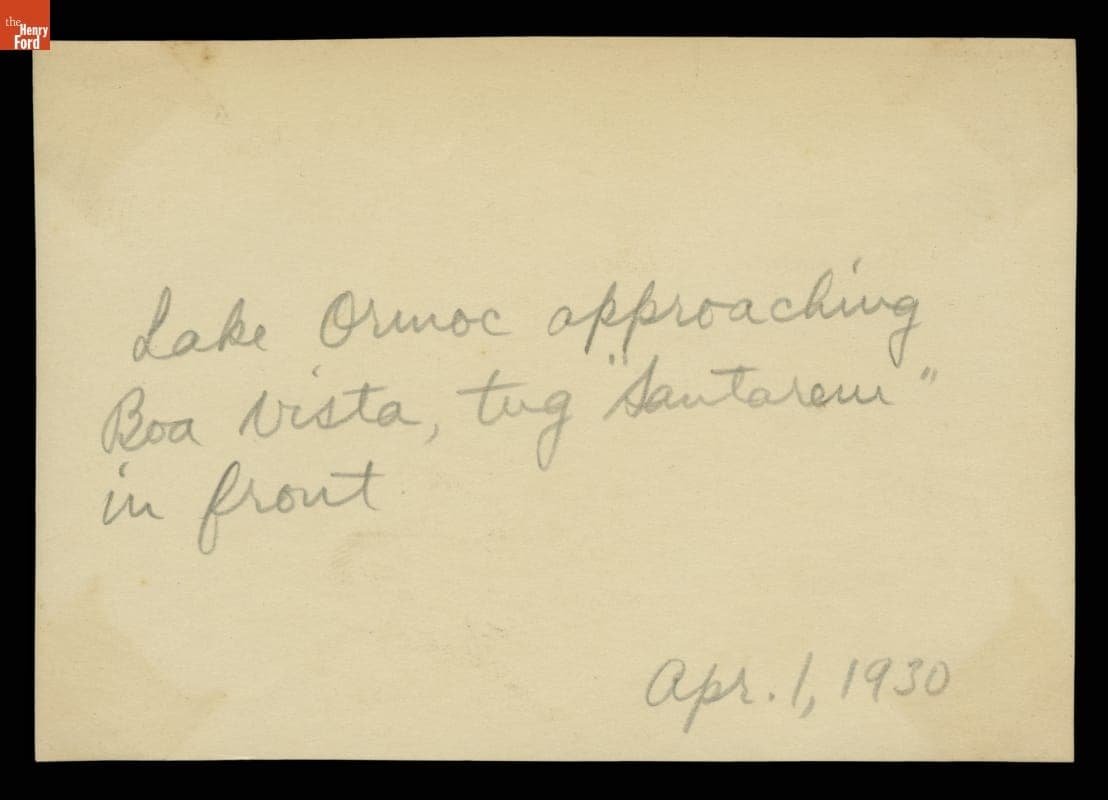 the
Henry
Ford
Lake Ormoc approaching
Boa Vista, tug "Santarem"
in front
Apr. 1, 1930